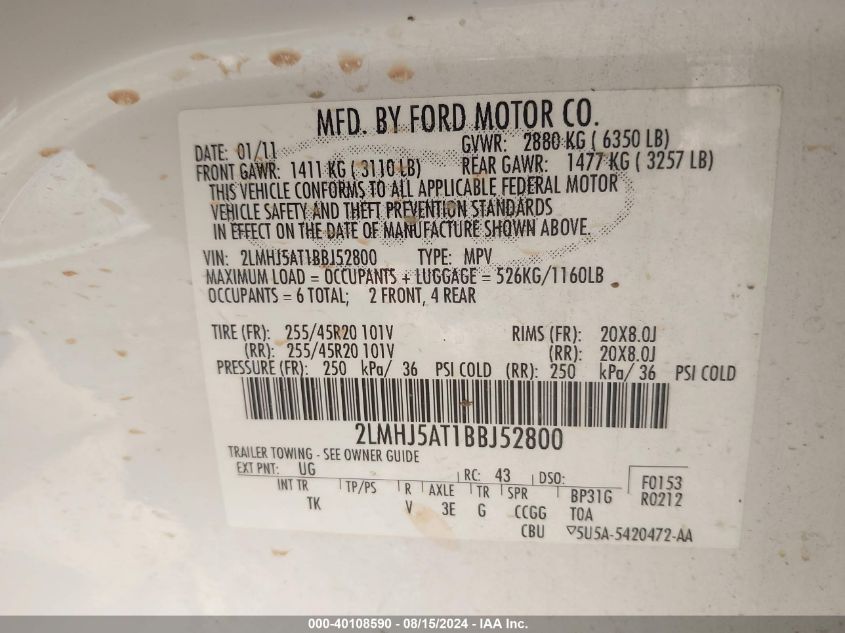 MFD. BY FORD MOTOR CO.
DATE: 01/11 GVWR: 2880 KG ( 6350 LB)
FRONT GAWR: 1411 KG ( 3110 LB) REAR GAWR: 1477 KG ( 3257 LB)
THIS VEHICLE CONFORMS TO ALL APPLICABLE FEDERAL MOTOR
VEHICLE SAFETY AND THEFT PREVENTION STANDARDS
IN EFFECT ON THE DATE OF MANUFACTURE SHOWN ABOVE.
VIN: 2LMHJ5AT1BBJ52800 TYPE: MPV
MAXIMUM LOAD = OCCUPANTS + LUGGAGE = 526KG/1160LB
OCCUPANTS = 6 TOTAL; 2 FRONT, 4 REAR
TIRE (FR): 255/45R20 101V RIMS (FR): 20X8.0J
(RR): 255/45R20 101V (RR): 20X8.0J
PRESSURE (FR): 250 kPa/ 36 PSI COLD (RR): 250 kPa/ 36 PSI COLD
2LMHJ5AT1BBJ52800
TRAILER TOWING - SEE OWNER GUIDE
EXT PNT: UG RC: 43 DSO: F0153
INT TR TP/PS R AXLE TR SPR BP31G R0212
TK V 3E G CCGG TOA
CBU 5U5A-5420472-AA
000-40108590 - 08/15/2024 - IAA Inc.